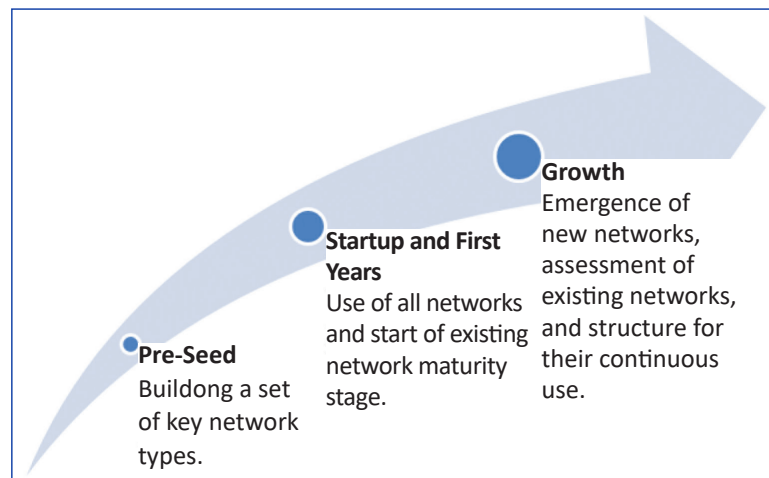 Pre-Seed
Buildong a set
of key network
types.
Startup and First
Years
Use of all networks
and start of existing
network maturity
stage.
Growth
Emergence of
new networks,
assessment of
existing networks,
and structure for
their continuous
use.